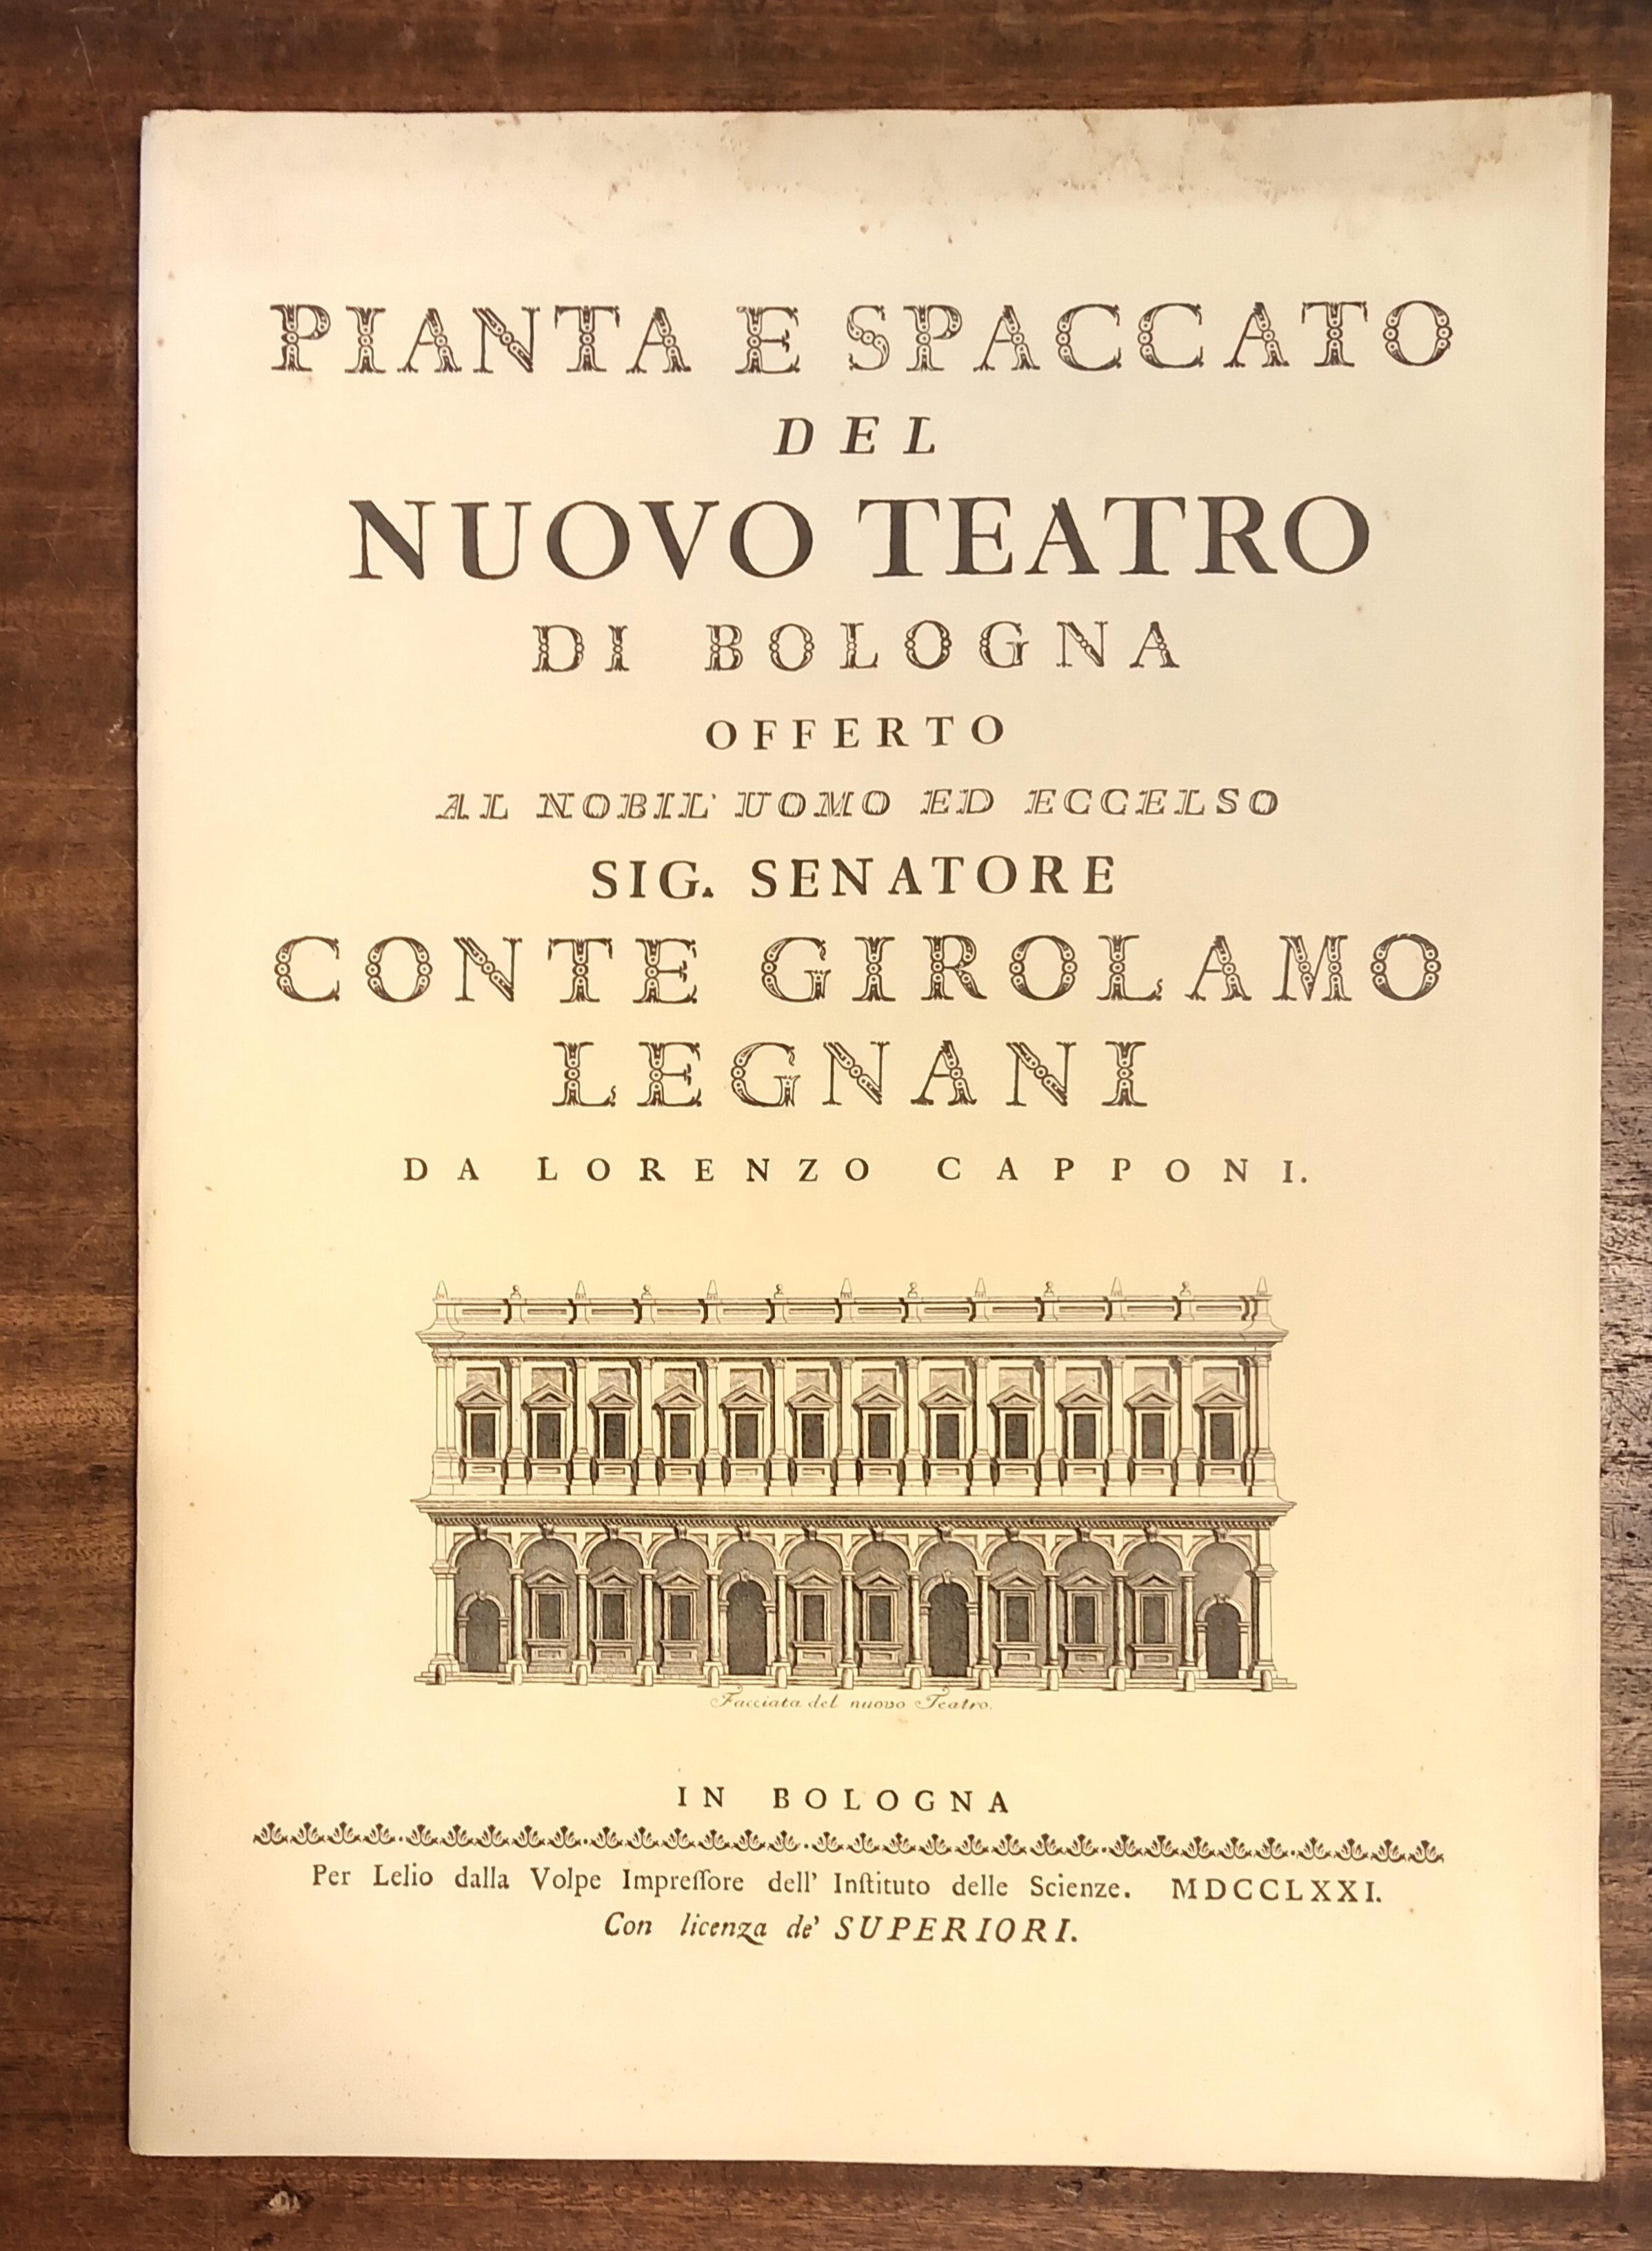 PIANTA E SPACCATO
DEL
NUOVO TEATRO
DI BOLOGNA
OFFERTO
AL NOBIL' UOMO ED ECCELSO
SIG. SENATORE
CONTE GIROLAMO
LEGNANI
DA LORENZO CAPPONI.
Facciata del nuovo Teatro.
IN BOLOGNA
Per Lelio dalla Volpe Impreſſore dell' Inſtituto delle Scienze. MDCCLXXI.
Con licenza de' SUPERIORI.